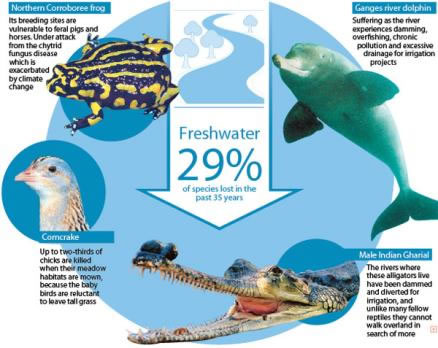 Northern Corroboree frog
Its breeding sites are
vulnerable to feral pigs and
horses. Under attack
from the chytrid
fungus disease
which is
exacerbated
by climate
change
Ganges river dolphin
Suffering as the river
experiences damming,
overfishing, chronic
pollution and excessive
drainage for irrigation
projects
Freshwater
29%
of species lost in the
past 35 years
Corncrake
Up to two-thirds of
chicks are killed
when their meadow
habitats are mown,
because the baby
birds are reluctant
to leave tall grass
Male Indian Gharial
The rivers where
these alligators live
have been dammed
and diverted for
irrigation, and
unlike many fellow
reptiles they cannot
walk overland in
search of more